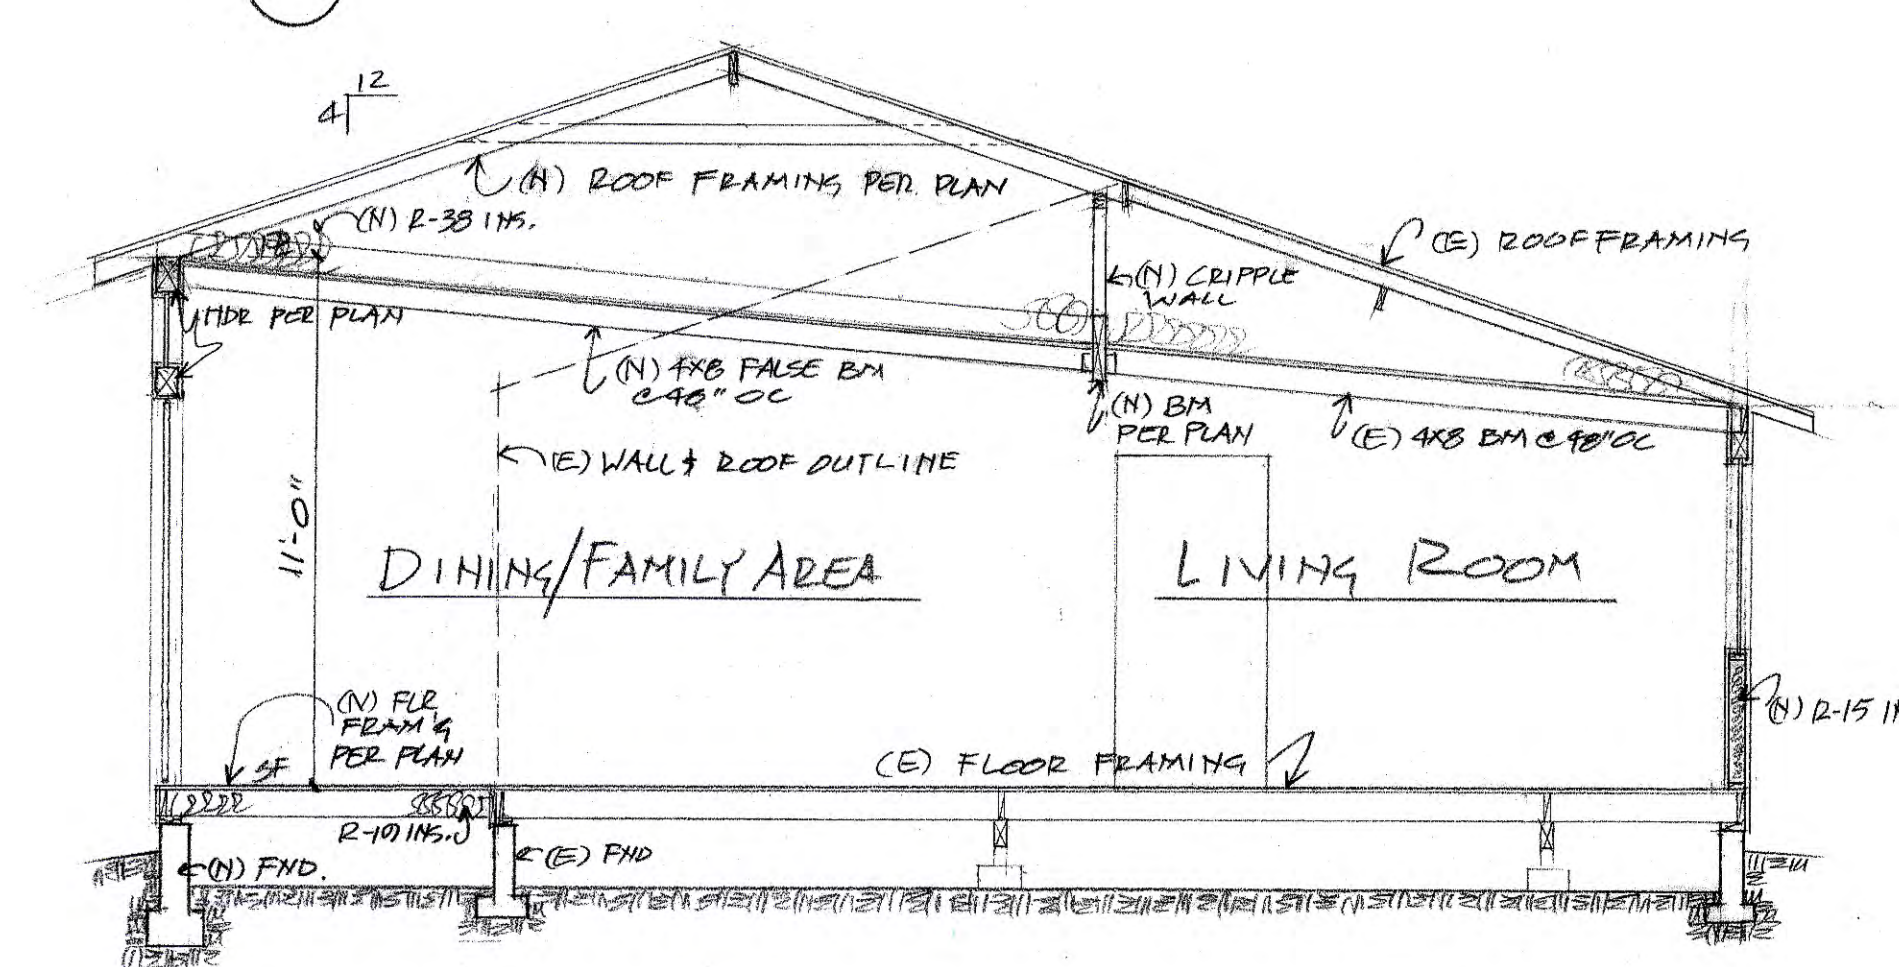 12
4
(N) ROOF FRAMING PER PLAN
(N) R-38 INS.
(E) ROOF FRAMING
(N) CRIPPLE
WALL
HDR PER PLAN
(N) 4X8 FALSE BM
@ 48" OC
(N) BM
PER PLAN
(E) 4X8 BM @ 48" OC
(E) WALL & ROOF OUTLINE
11'-0"
DINING/FAMILY AREA
LIVING ROOM
(N) FLR
FRAM'G
PER PLAN
(N) R-15
(E) FLOOR FRAMING
SF
R-19 INS.
(N) FND.
(E) FND